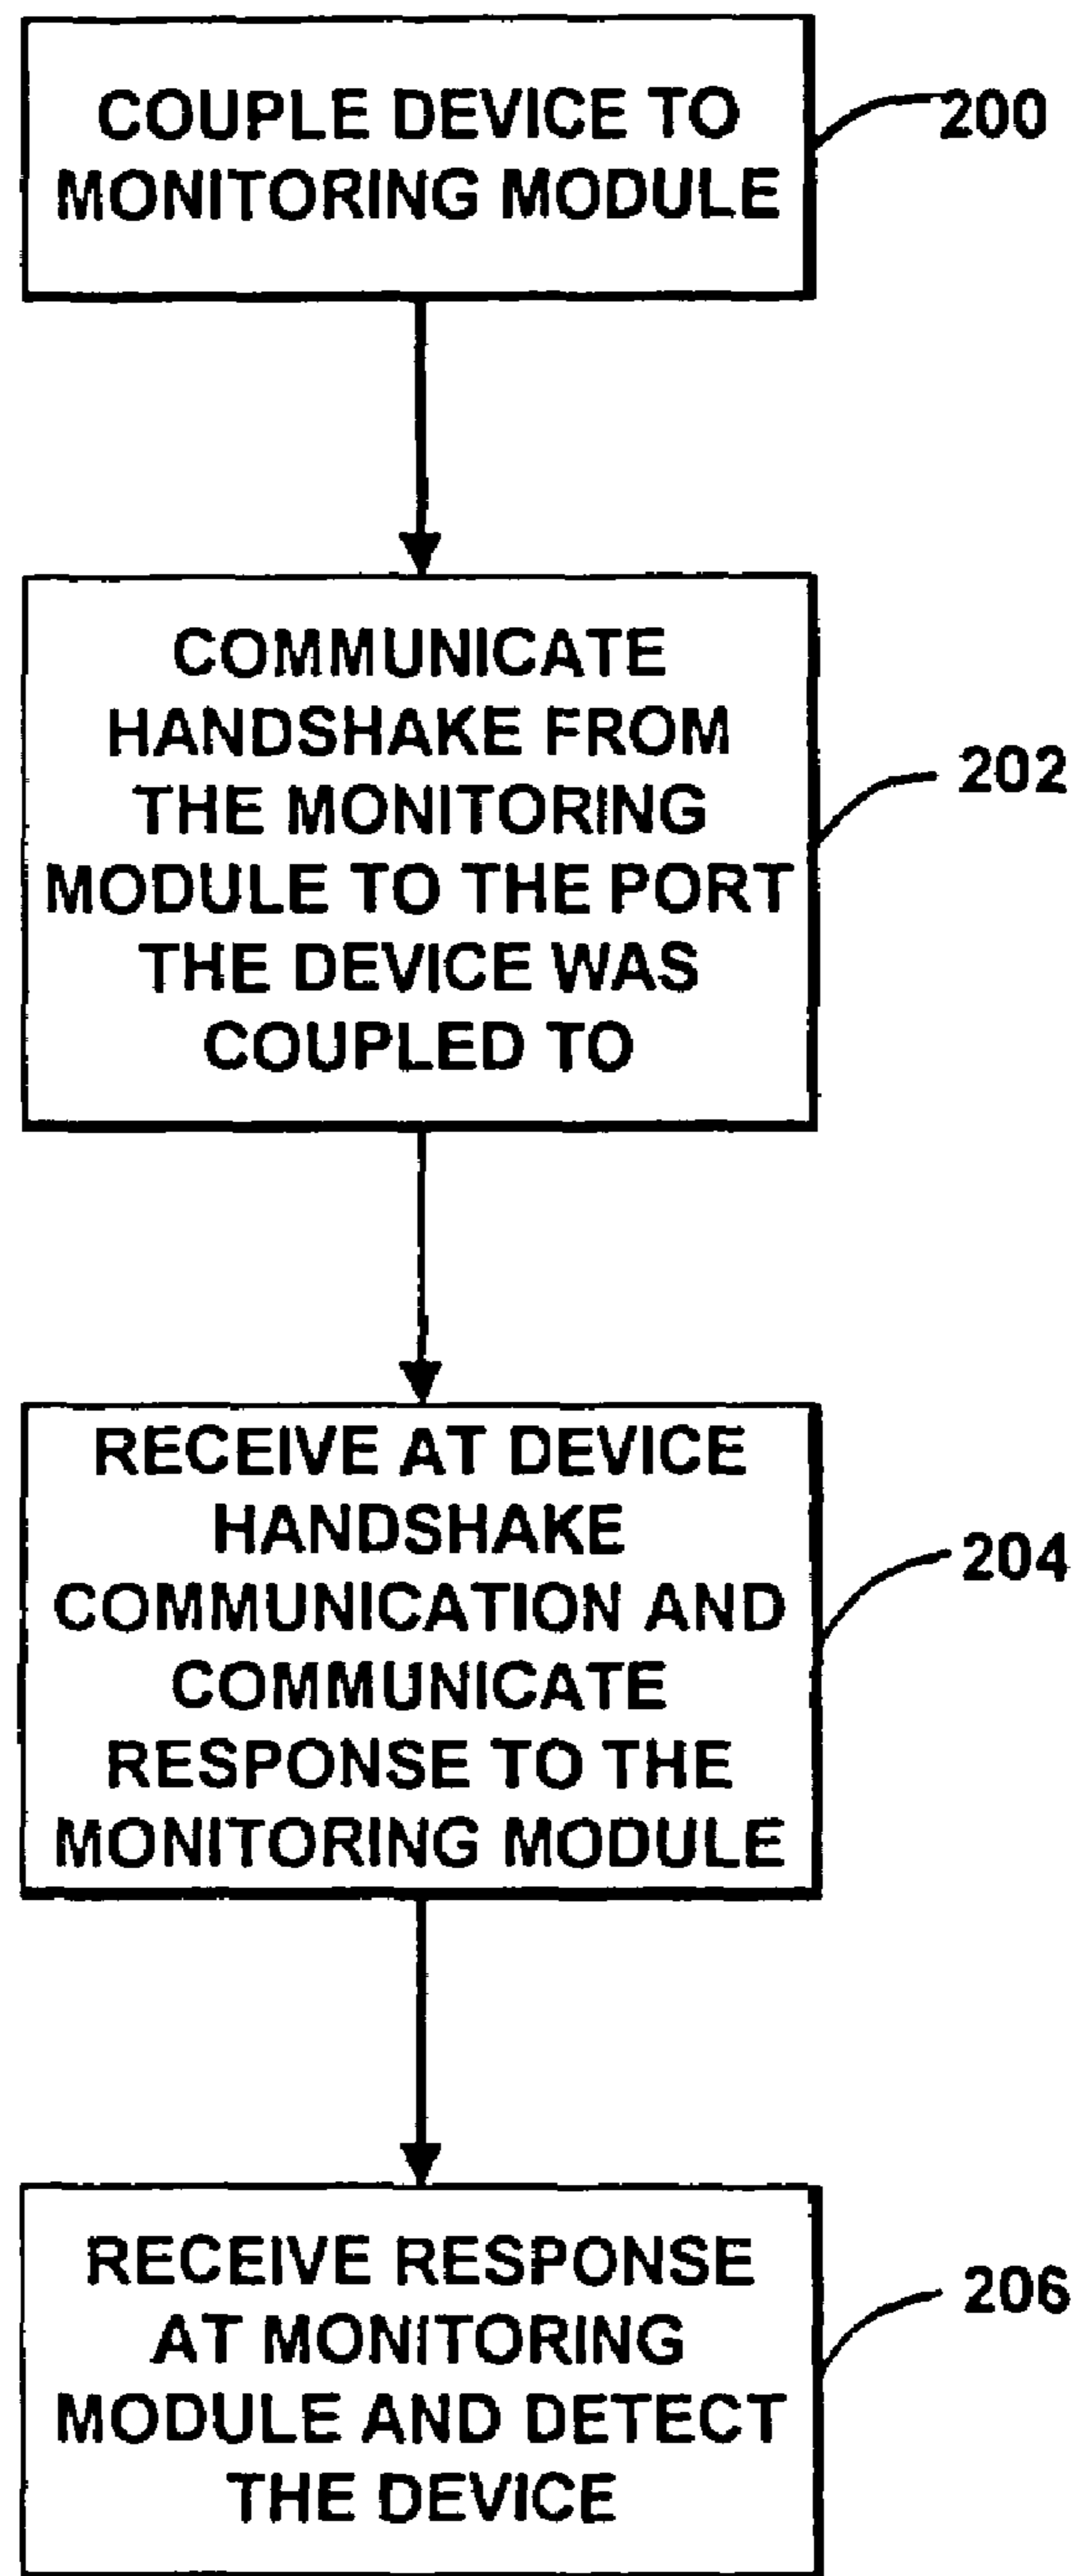 COUPLE DEVICE TO
MONITORING MODULE
200
COMMUNICATE
HANDSHAKE FROM
THE MONITORING
MODULE TO THE PORT
THE DEVICE WAS
COUPLED TO
202
RECEIVE AT DEVICE
HANDSHAKE
COMMUNICATION AND
COMMUNICATE
RESPONSE TO THE
MONITORING MODULE
204
RECEIVE RESPONSE
AT MONITORING
MODULE AND DETECT
THE DEVICE
206